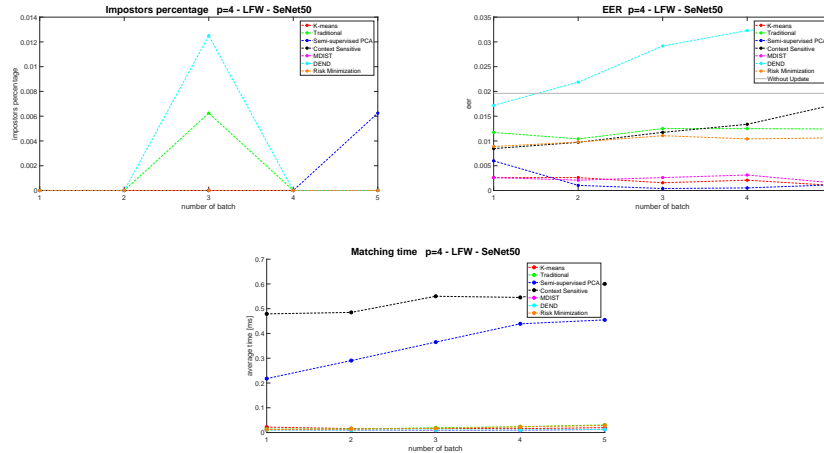 Impostors percentage p=4 - LFW - SeNet50
0.014
0.012
0.01
0.008
0.006
0.004
0.002
0
impostors percentage
1
2
3
4
5
number of batch
K-means
Traditional
Semi-supervised PCA
Context Sensitive
MDIST
DEND
Risk Minimization
EER p=4 - LFW - SeNet50
0.035
0.03
0.025
0.02
0.015
0.01
0.005
0
eer
1
2
3
4
number of batch
K-means
Traditional
Semi-supervised PCA
Context Sensitive
MDIST
DEND
Risk Minimization
Without Update
Matching time p=4 - LFW - SeNet50
0.7
0.6
0.5
0.4
0.3
0.2
0.1
0
average time [ms]
1
2
3
4
5
number of batch
K-means
Traditional
Semi-supervised PCA
Context Sensitive
MDIST
DEND
Risk Minimization